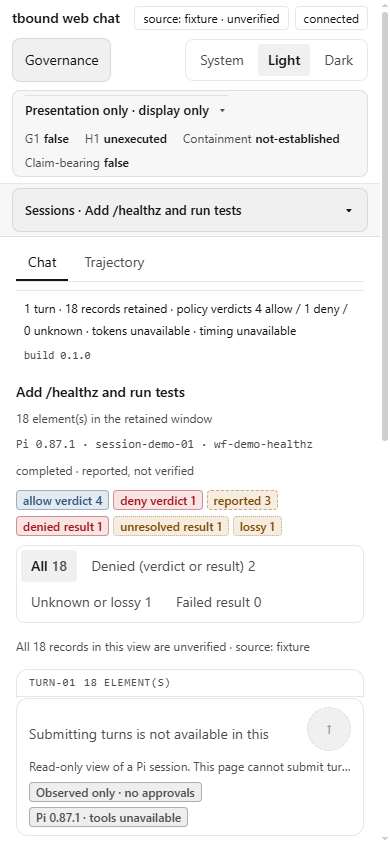 tbound web chat source: fixture · unverified connected
Governance System Light Dark
Presentation only · display only
G1 false H1 unexecuted Containment not-established
Claim-bearing false
Sessions · Add /healthz and run tests
Chat Trajectory
1 turn · 18 records retained · policy verdicts 4 allow / 1 deny /
0 unknown · tokens unavailable · timing unavailable
build 0.1.0
Add /healthz and run tests
18 element(s) in the retained window
Pi 0.87.1 · session-demo-01 · wf-demo-healthz
completed · reported, not verified
allow verdict 4 deny verdict 1 reported 3
denied result 1 unresolved result 1 lossy 1
All 18 Denied (verdict or result) 2
Unknown or lossy 1 Failed result 0
All 18 records in this view are unverified · source: fixture
TURN-01 18 ELEMENT(S)
Submitting turns is not available in this
↑
Read-only view of a Pi session. This page cannot submit tur...
Observed only · no approvals
Pi 0.87.1 · tools unavailable